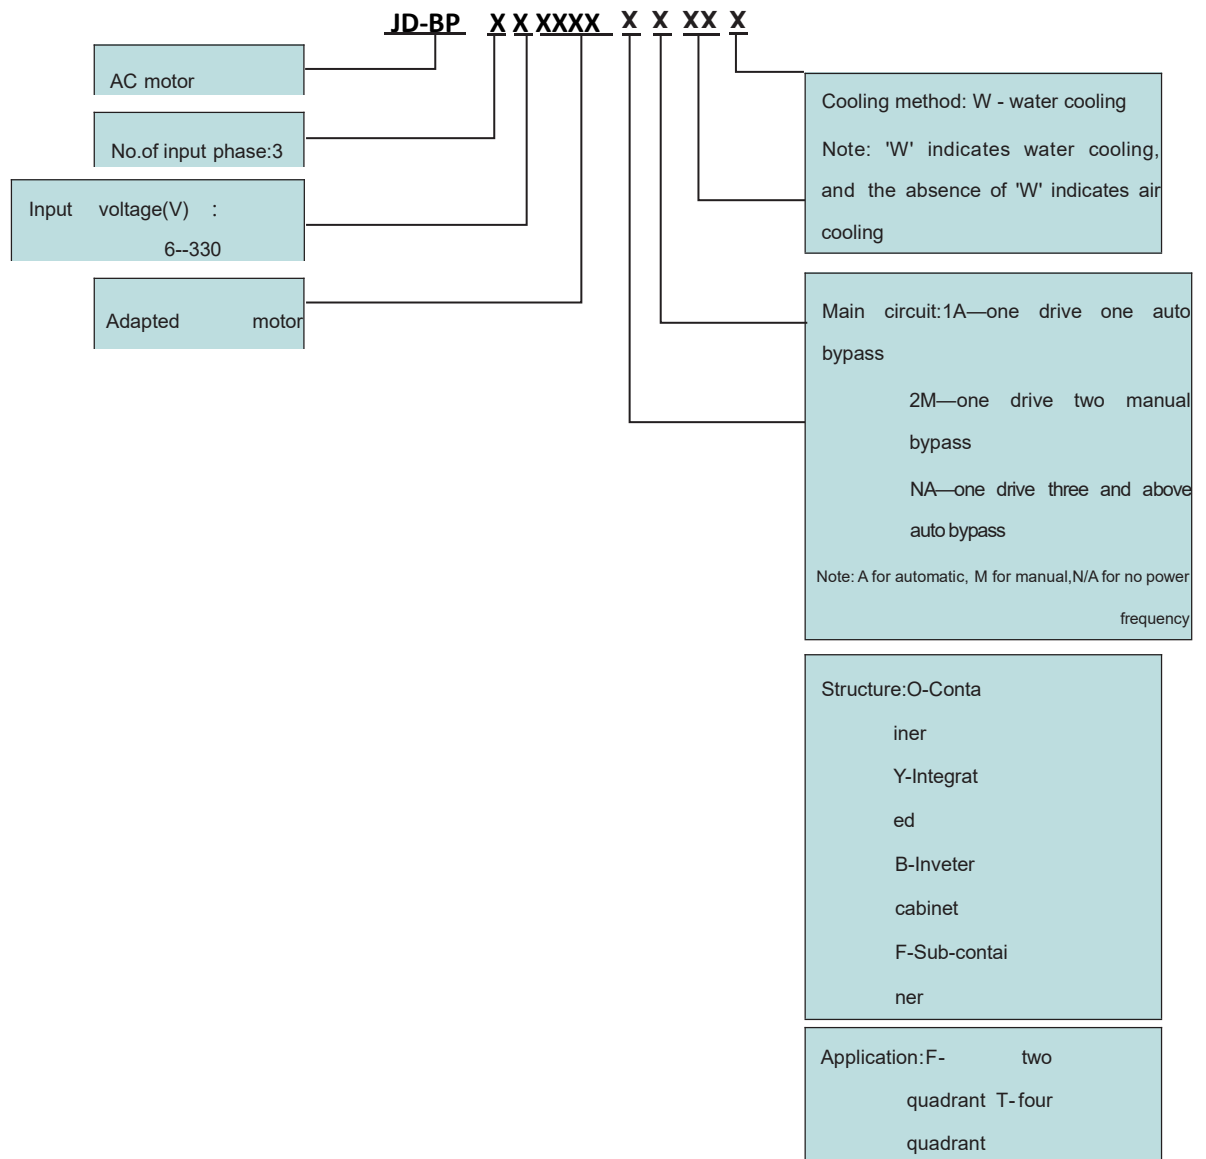 JD-BP X X XXXX X X XX X
AC motor
No.of input phase:3
Input voltage(V) :
6--330
Adapted motor
Cooling method: W - water cooling
Note: 'W' indicates water cooling,
and the absence of 'W' indicates air
cooling
Main circuit:1A—one drive one auto
bypass
2M—one drive two manual
bypass
NA—one drive three and above
auto bypass
Note: A for automatic, M for manual,N/A for no power
frequency
Structure:O-Conta
iner
Y-Integrat
ed
B-Inveter
cabinet
F-Sub-contai
ner
Application:F- two
quadrant T-four
quadrant